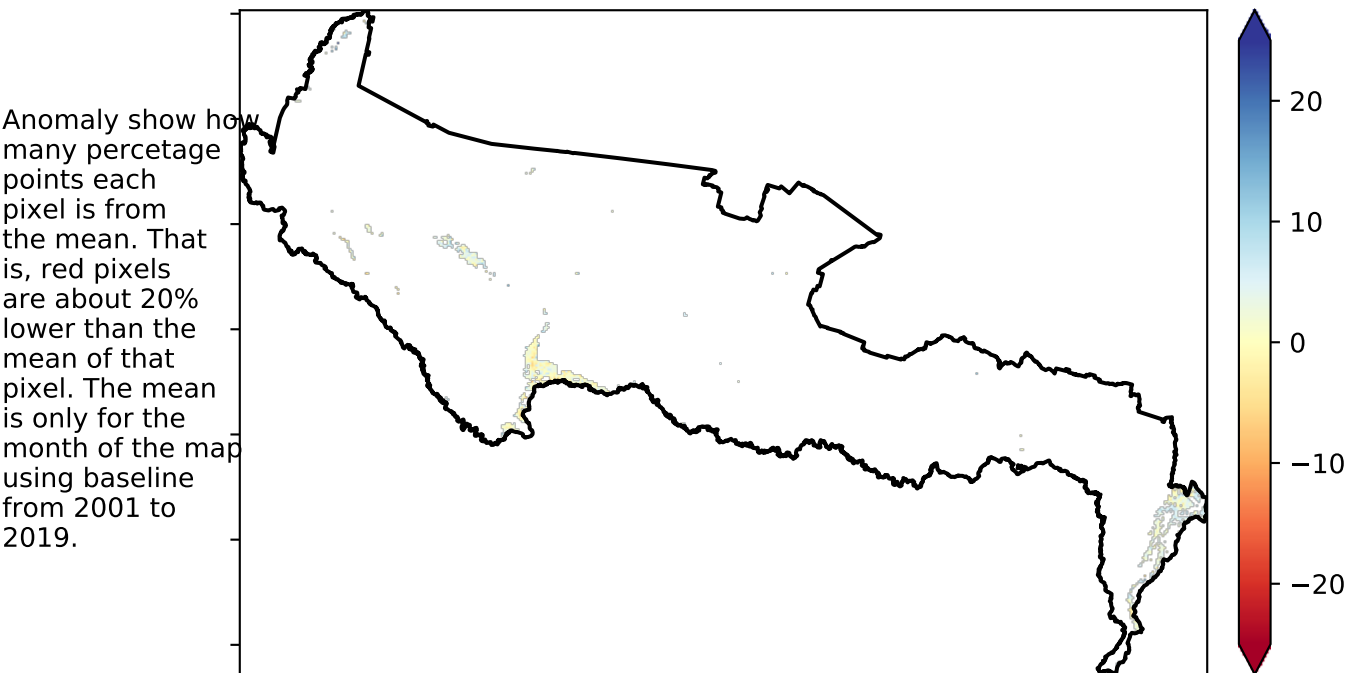 Anomaly show how
many percetage
points each
pixel is from
the mean. That
is, red pixels
are about 20%
lower than the
mean of that
pixel. The mean
is only for the
month of the map
using baseline
from 2001 to
2019.
20
10
0
−10
−20